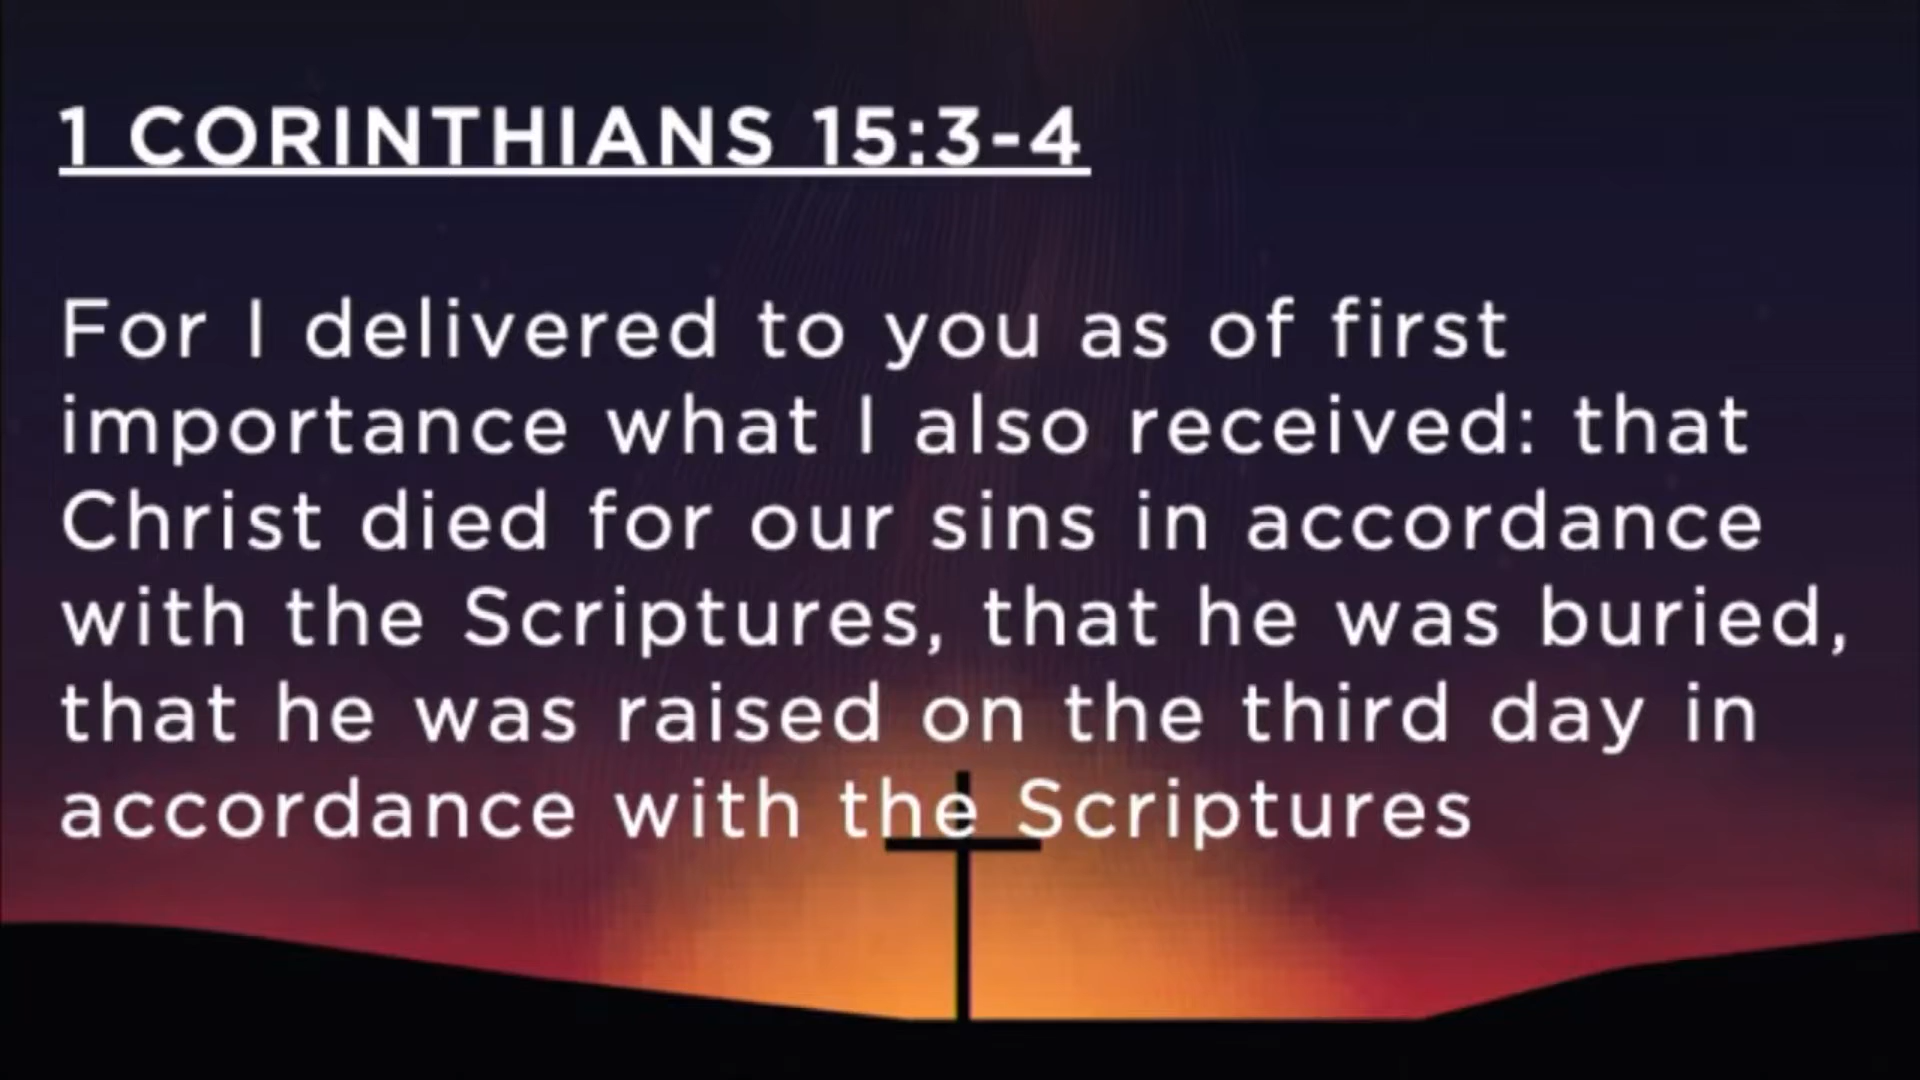 1 CORINTHIANS 15:3-4
For I delivered to you as of first
importance what I also received: that
Christ died for our sins in accordance
with the Scriptures, that he was buried,
that he was raised on the third day in
accordance with the Scriptures